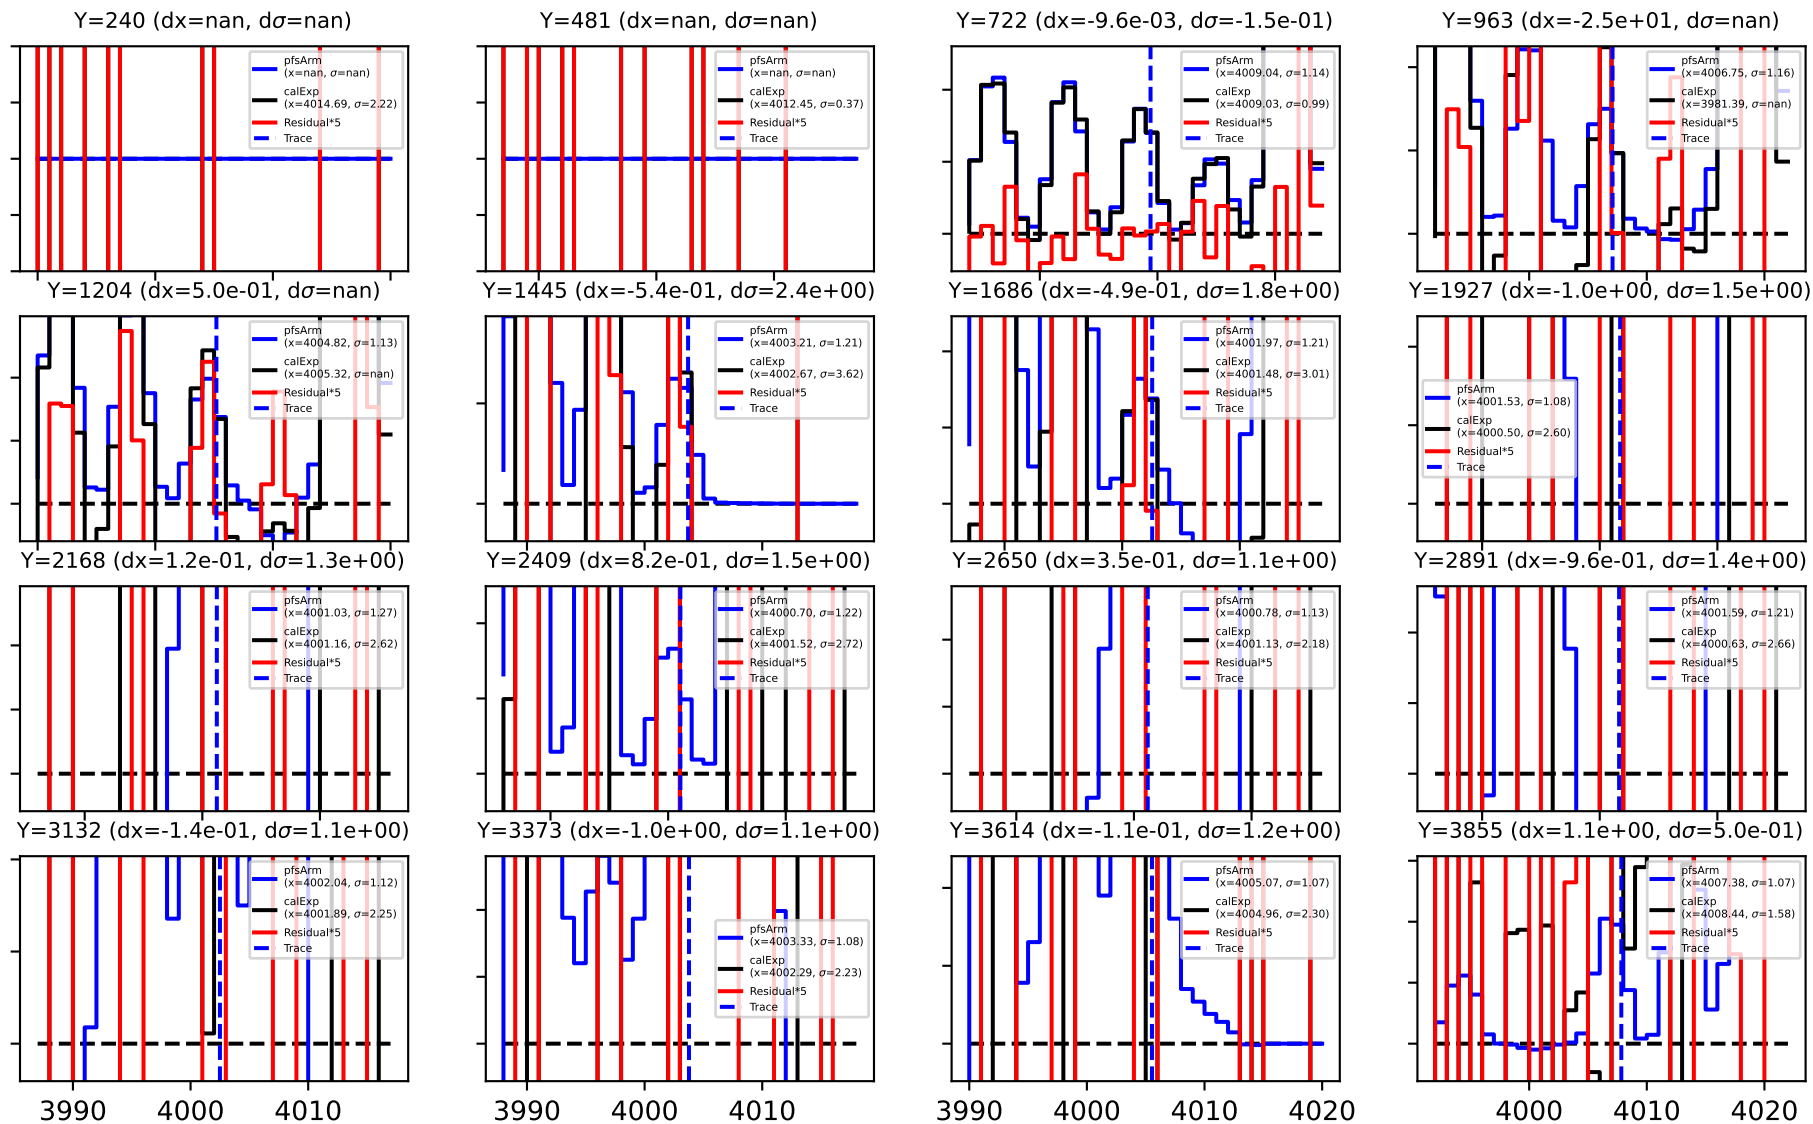 Y=240 (dx=nan, dσ=nan)
pfsArm
(x=nan, σ=nan)
calExp
(x=4014.69, σ=2.22)
Residual*5
Trace
Y=481 (dx=nan, dσ=nan)
pfsArm
(x=nan, σ=nan)
calExp
(x=4012.45, σ=0.37)
Residual*5
Trace
Y=722 (dx=-9.6e-03, dσ=-1.5e-01)
pfsArm
(x=4009.04, σ=1.14)
calExp
(x=4009.03, σ=0.99)
Residual*5
Trace
Y=963 (dx=-2.5e+01, dσ=nan)
pfsArm
(x=4006.75, σ=1.16)
calExp
(x=3981.39, σ=nan)
Residual*5
Trace
Y=1204 (dx=5.0e-01, dσ=nan)
pfsArm
(x=4004.82, σ=1.13)
calExp
(x=4005.32, σ=nan)
Residual*5
Trace
Y=1445 (dx=-5.4e-01, dσ=2.4e+00)
pfsArm
(x=4003.21, σ=1.21)
calExp
(x=4002.67, σ=3.62)
Residual*5
Trace
Y=1686 (dx=-4.9e-01, dσ=1.8e+00)
pfsArm
(x=4001.97, σ=1.21)
calExp
(x=4001.48, σ=3.01)
Residual*5
Trace
Y=1927 (dx=-1.0e+00, dσ=1.5e+00)
pfsArm
(x=4001.53, σ=1.08)
calExp
(x=4000.50, σ=2.60)
Residual*5
Trace
Y=2168 (dx=1.2e-01, dσ=1.3e+00)
pfsArm
(x=4001.03, σ=1.27)
calExp
(x=4001.16, σ=2.62)
Residual*5
Trace
Y=2409 (dx=8.2e-01, dσ=1.5e+00)
pfsArm
(x=4000.70, σ=1.22)
calExp
(x=4001.52, σ=2.72)
Residual*5
Trace
Y=2650 (dx=3.5e-01, dσ=1.1e+00)
pfsArm
(x=4000.78, σ=1.13)
calExp
(x=4001.13, σ=2.18)
Residual*5
Trace
Y=2891 (dx=-9.6e-01, dσ=1.4e+00)
pfsArm
(x=4001.59, σ=1.21)
calExp
(x=4000.63, σ=2.66)
Residual*5
Trace
Y=3132 (dx=-1.4e-01, dσ=1.1e+00)
pfsArm
(x=4002.04, σ=1.12)
calExp
(x=4001.89, σ=2.25)
Residual*5
Trace
3990 4000 4010
Y=3373 (dx=-1.0e+00, dσ=1.1e+00)
pfsArm
(x=4003.33, σ=1.08)
calExp
(x=4002.29, σ=2.23)
Residual*5
Trace
3990 4000 4010
Y=3614 (dx=-1.1e-01, dσ=1.2e+00)
pfsArm
(x=4005.07, σ=1.07)
calExp
(x=4004.96, σ=2.30)
Residual*5
Trace
3990 4000 4010 4020
Y=3855 (dx=1.1e+00, dσ=5.0e-01)
pfsArm
(x=4007.38, σ=1.07)
calExp
(x=4008.44, σ=1.58)
Residual*5
Trace
4000 4010 4020